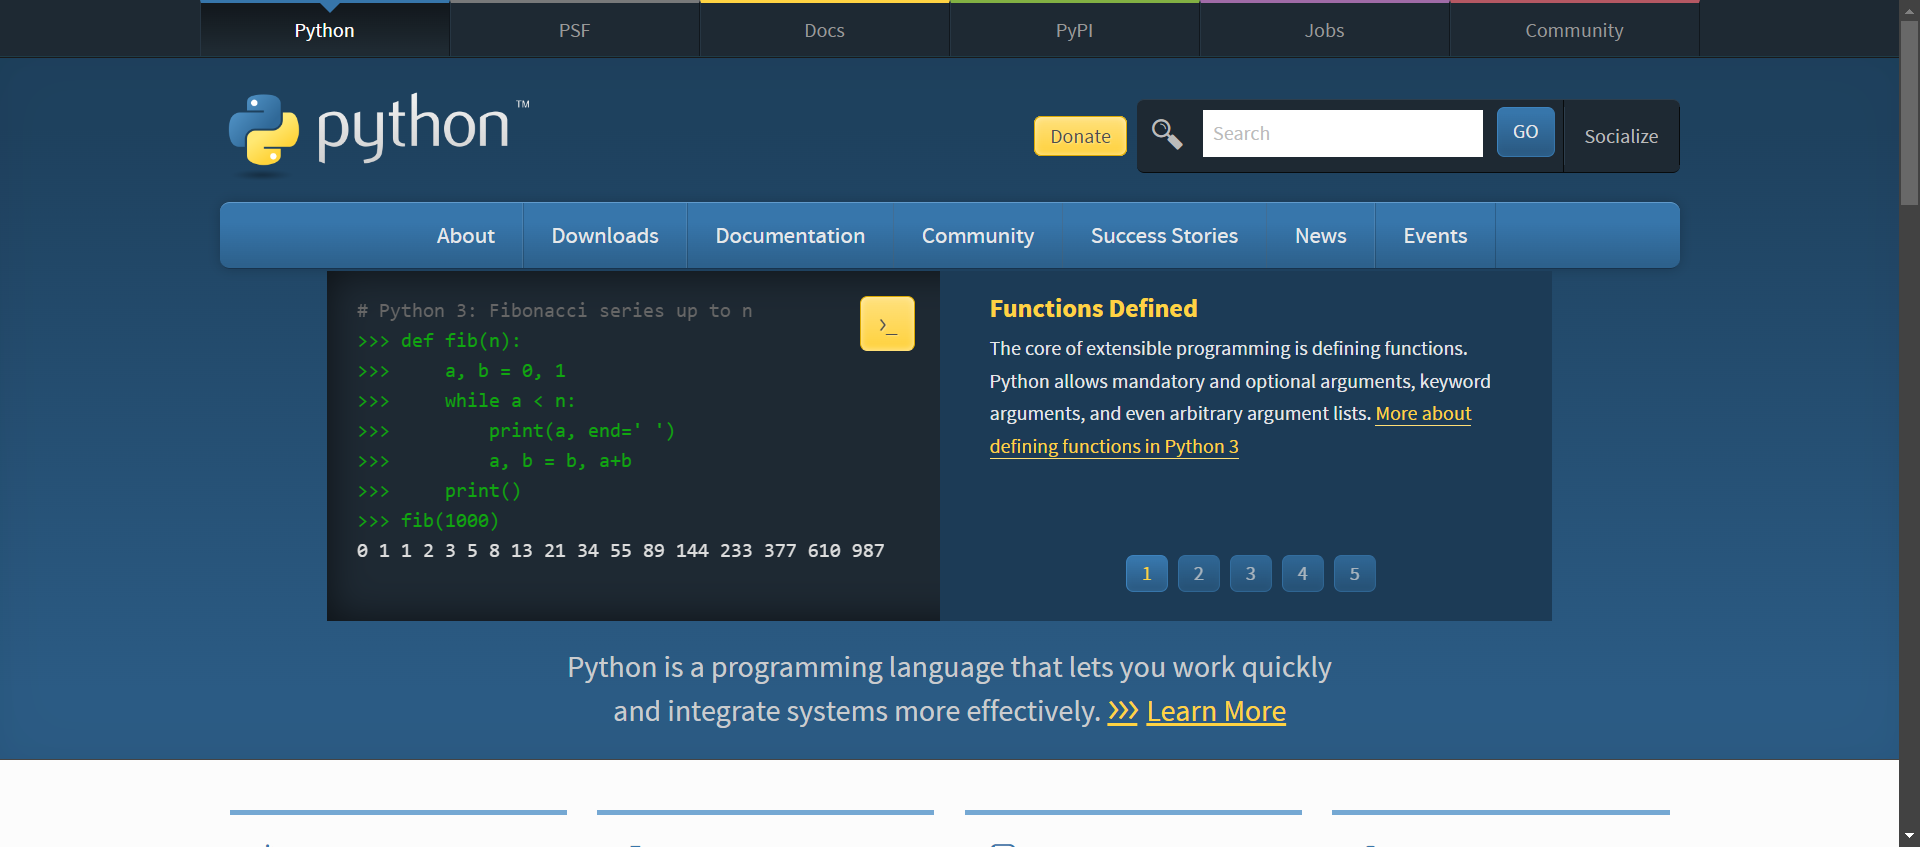 Python PSF Docs PyPI Jobs Community
python™
Donate Search GO Socialize
About Downloads Documentation Community Success Stories News Events
# Python 3: Fibonacci series up to n
>>> def fib(n):
>>>     a, b = 0, 1
>>>     while a < n:
>>>         print(a, end=' ')
>>>         a, b = b, a+b
>>>     print()
>>> fib(1000)
0 1 1 2 3 5 8 13 21 34 55 89 144 233 377 610 987
>_
Functions Defined
The core of extensible programming is defining functions.
Python allows mandatory and optional arguments, keyword
arguments, and even arbitrary argument lists. More about
defining functions in Python 3
1 2 3 4 5
Python is a programming language that lets you work quickly
and integrate systems more effectively. >>> Learn More